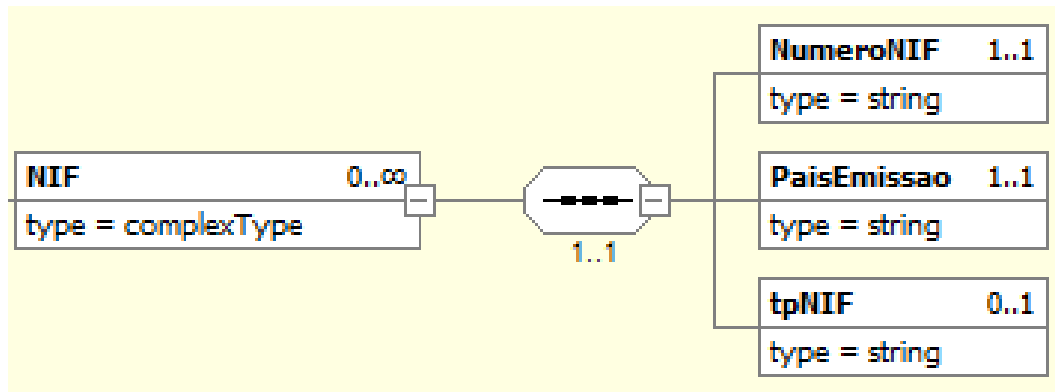 NumeroNIF 1..1
type = string
NIF 0..∞
type = complexType
1..1
PaisEmissao 1..1
type = string
tpNIF 0..1
type = string